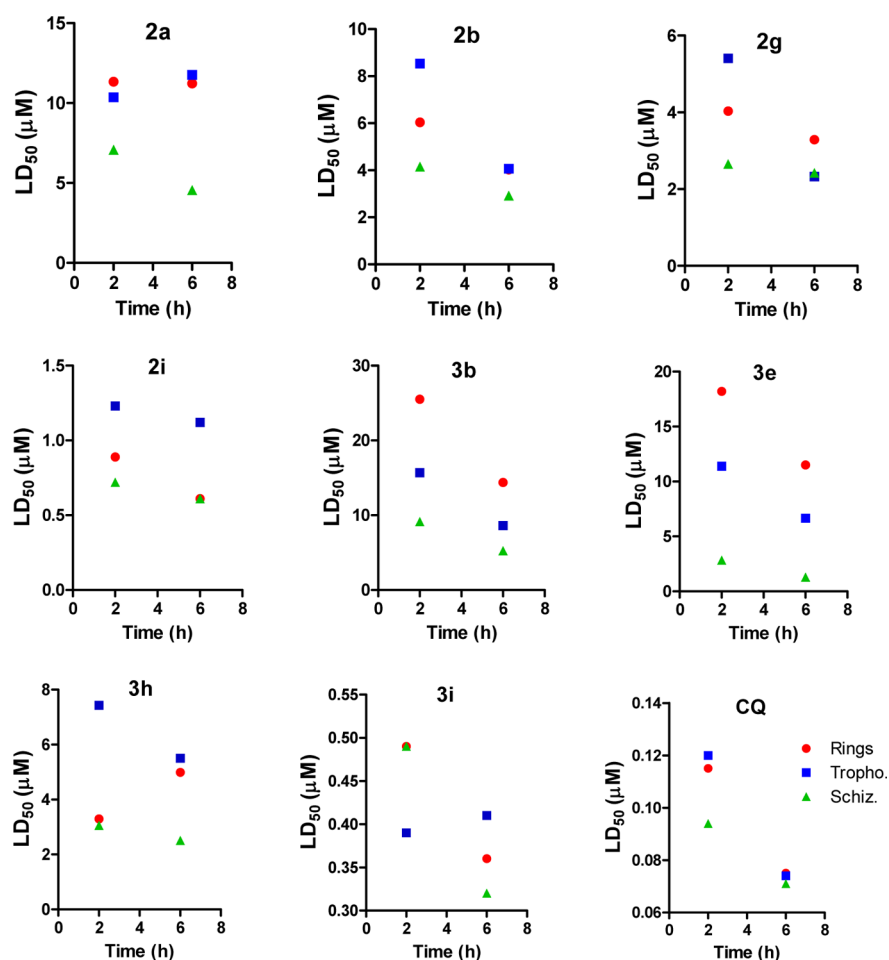 2a
LD50 (µM)
15
10
5
0
0 2 4 6 8
Time (h)
2b
LD50 (µM)
10
8
6
4
2
0
0 2 4 6 8
Time (h)
2g
LD50 (µM)
6
4
2
0
0 2 4 6 8
Time (h)
2i
LD50 (µM)
1.5
1.0
0.5
0.0
0 2 4 6 8
Time (h)
3b
LD50 (µM)
30
20
10
0
0 2 4 6 8
Time (h)
3e
LD50 (µM)
20
15
10
5
0
0 2 4 6 8
Time (h)
3h
LD50 (µM)
8
6
4
2
0
0 2 4 6 8
Time (h)
3i
LD50 (µM)
0.55
0.50
0.45
0.40
0.35
0.30
0 2 4 6 8
Time (h)
CQ
LD50 (µM)
0.14
0.12
0.10
0.08
0.06
0 2 4 6 8
Time (h)
Rings
Tropho.
Schiz.